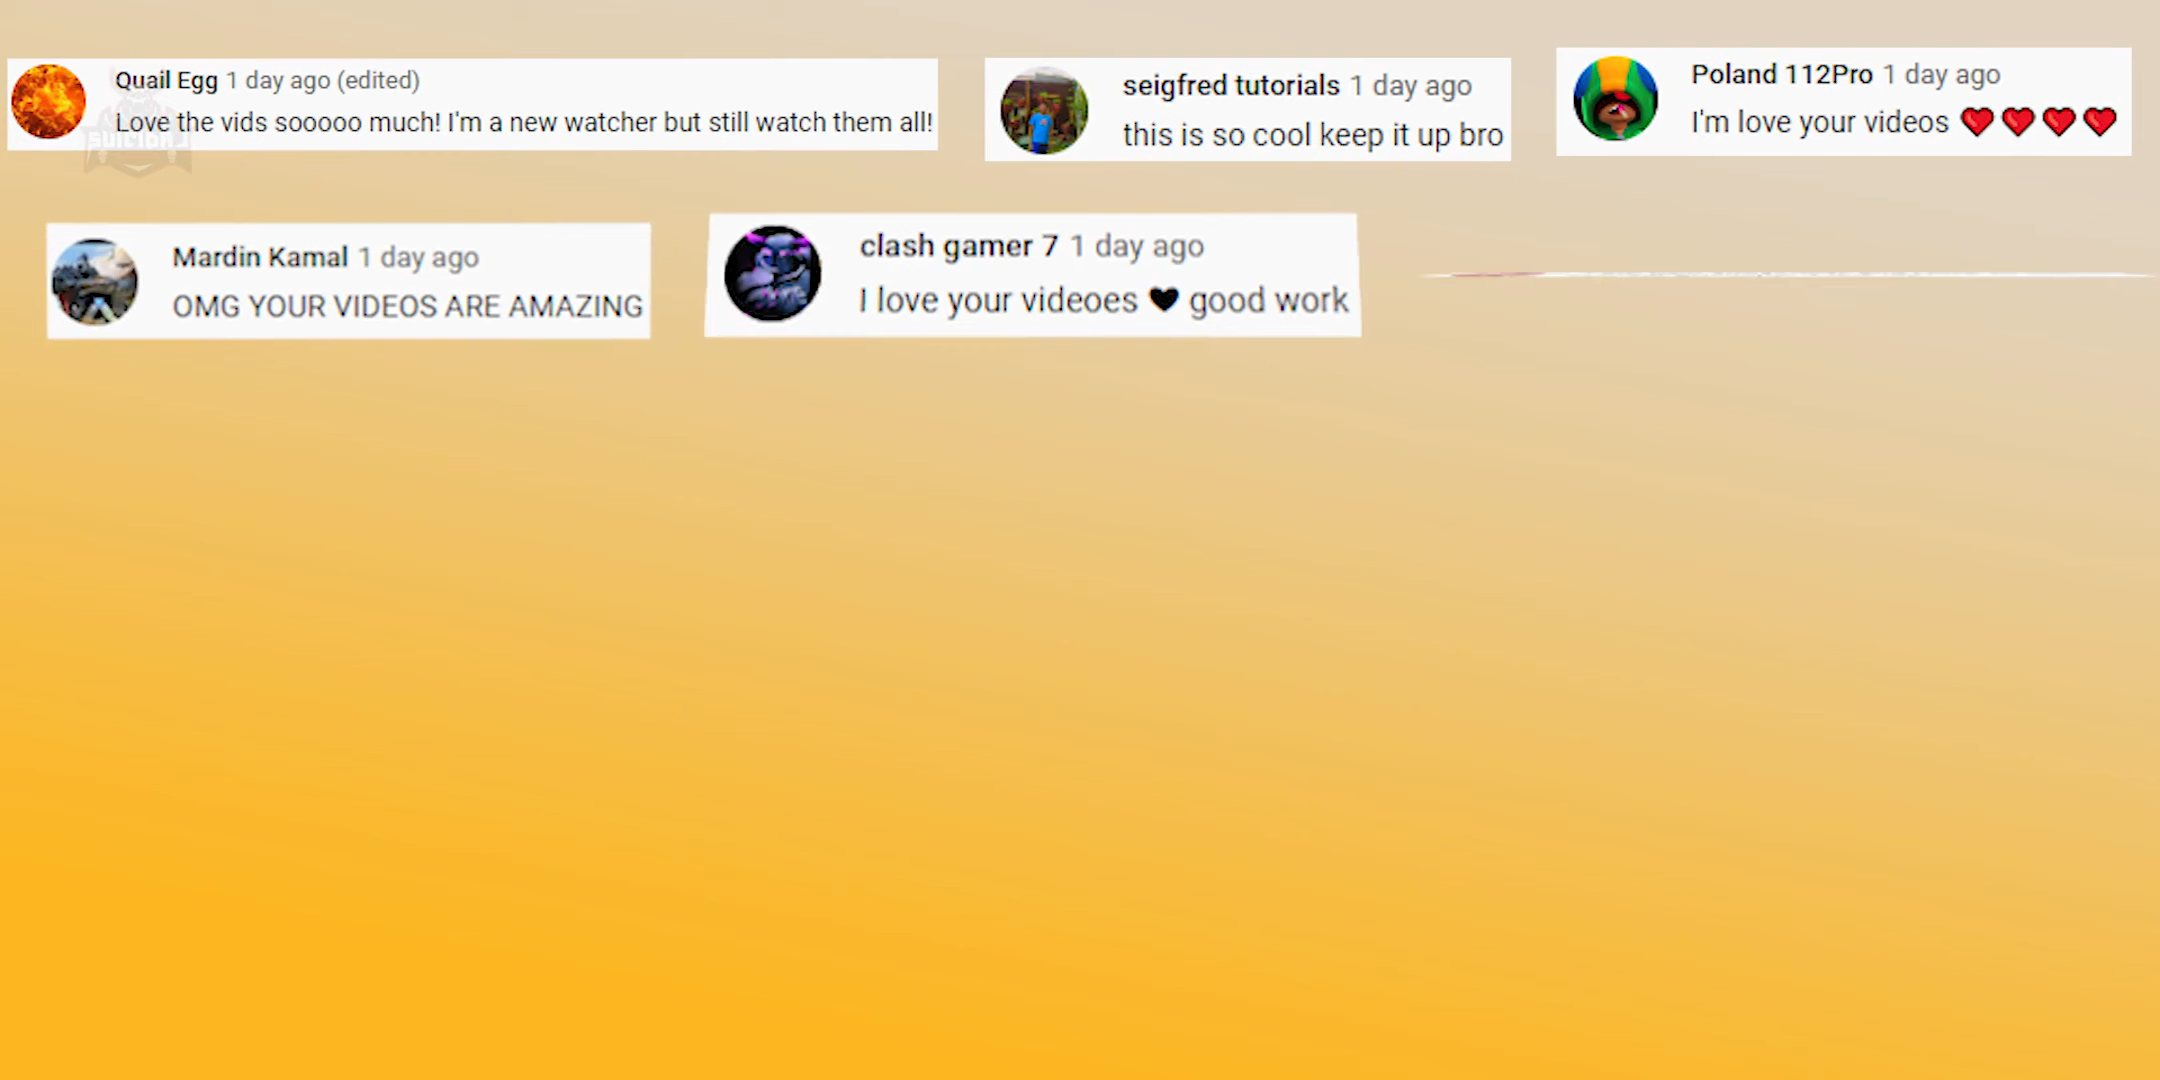 Quail Egg 1 day ago (edited)
Love the vids sooooo much! I'm a new watcher but still watch them all!
seigfred tutorials 1 day ago
this is so cool keep it up bro
Poland 112Pro 1 day ago
I'm love your videos ❤❤❤❤
Mardin Kamal 1 day ago
OMG YOUR VIDEOS ARE AMAZING
clash gamer 7 1 day ago
I love your videoes 🖤 good work